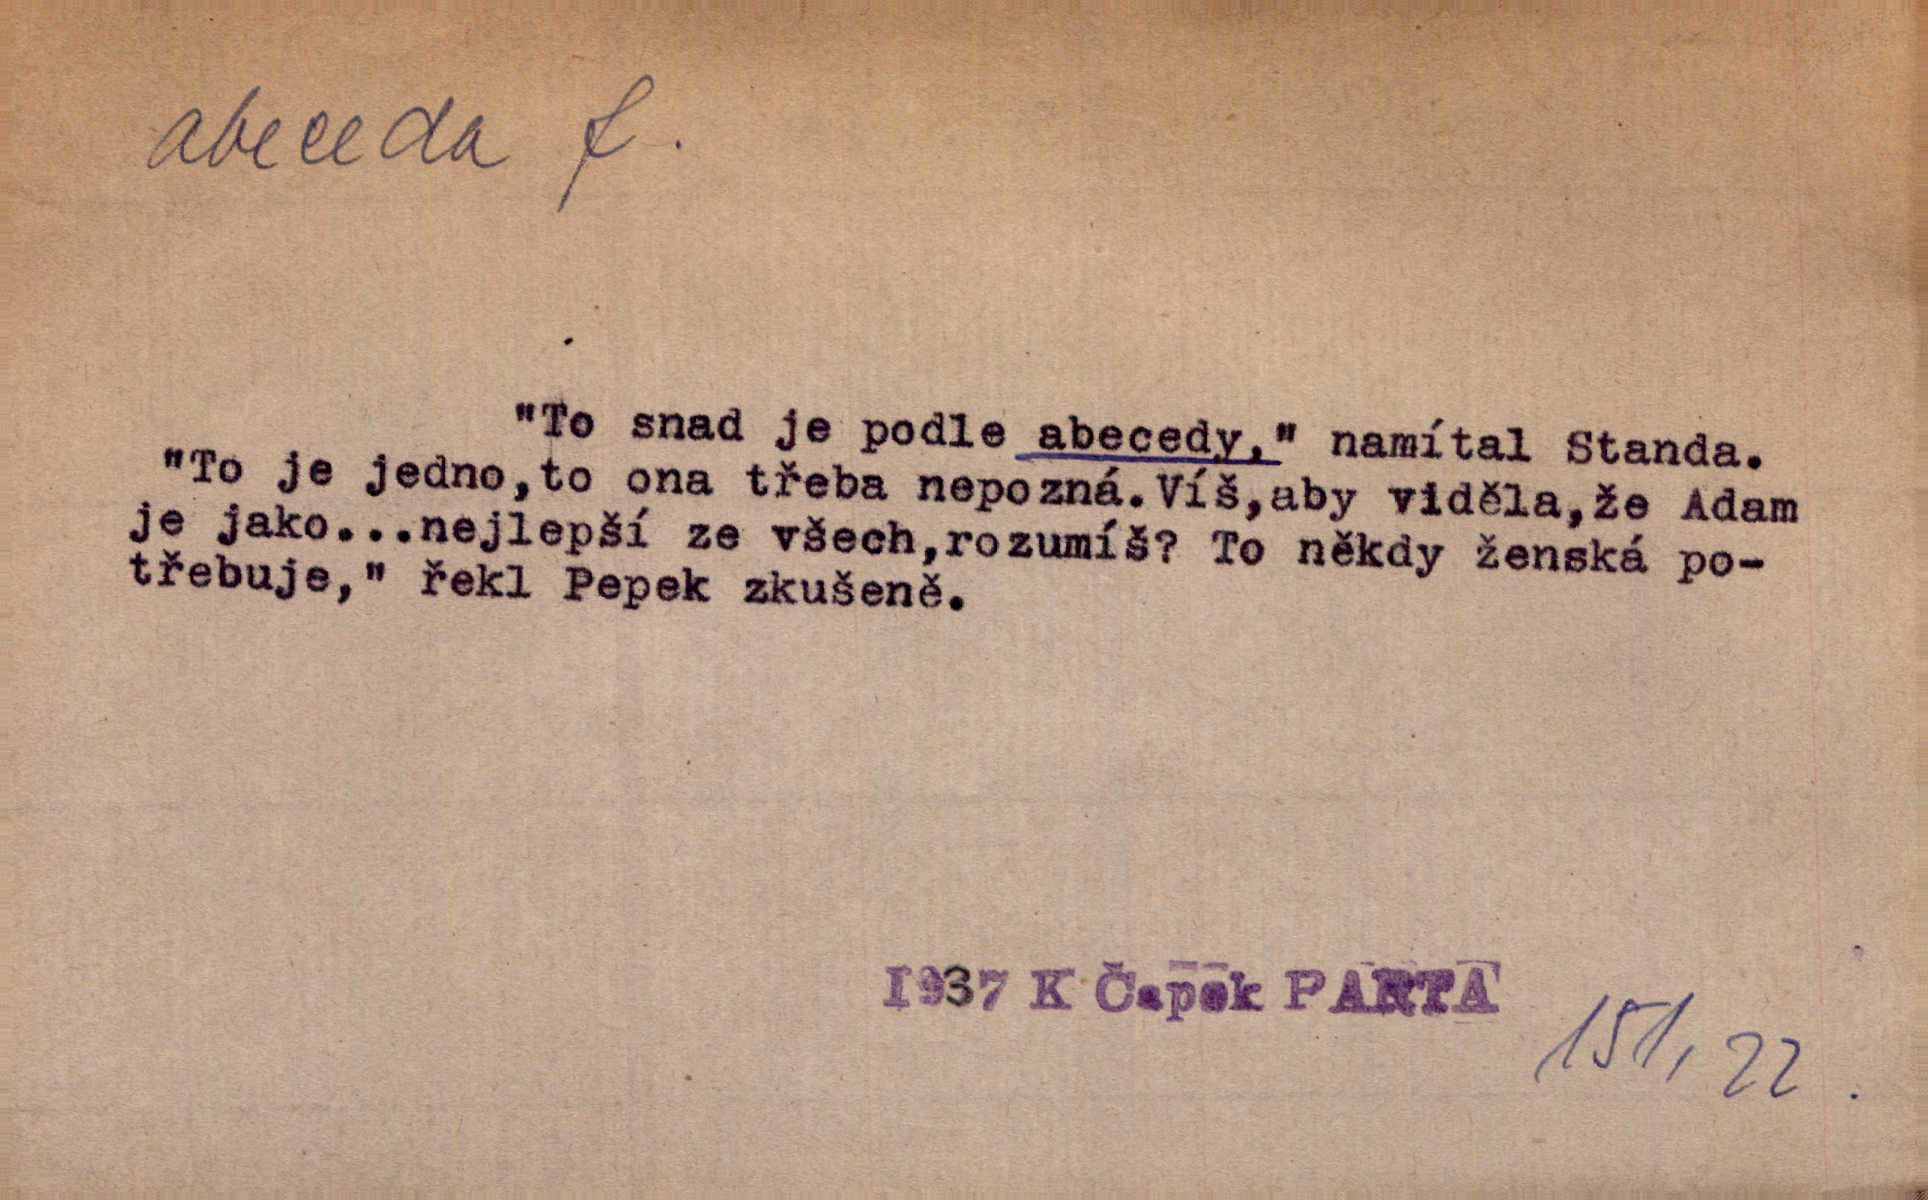 abeceda f.
"To snad je podle abecedy," namítal Standa.
"To je jedno,to ona třeba nepozná.Víš,aby viděla,že Adam
je jako...nejlepší ze všech,rozumíš? To někdy ženská po-
třebuje," řekl Pepek zkušeně.
1937 K Čapek PARTA
151, 22.